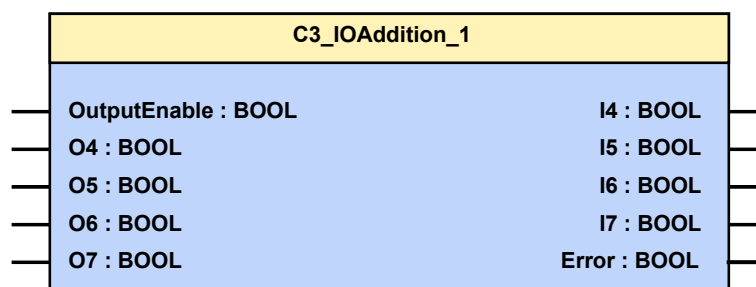 C3_IOAddition_1
OutputEnable : BOOL I4 : BOOL
O4 : BOOL I5 : BOOL
O5 : BOOL I6 : BOOL
O6 : BOOL I7 : BOOL
O7 : BOOL Error : BOOL